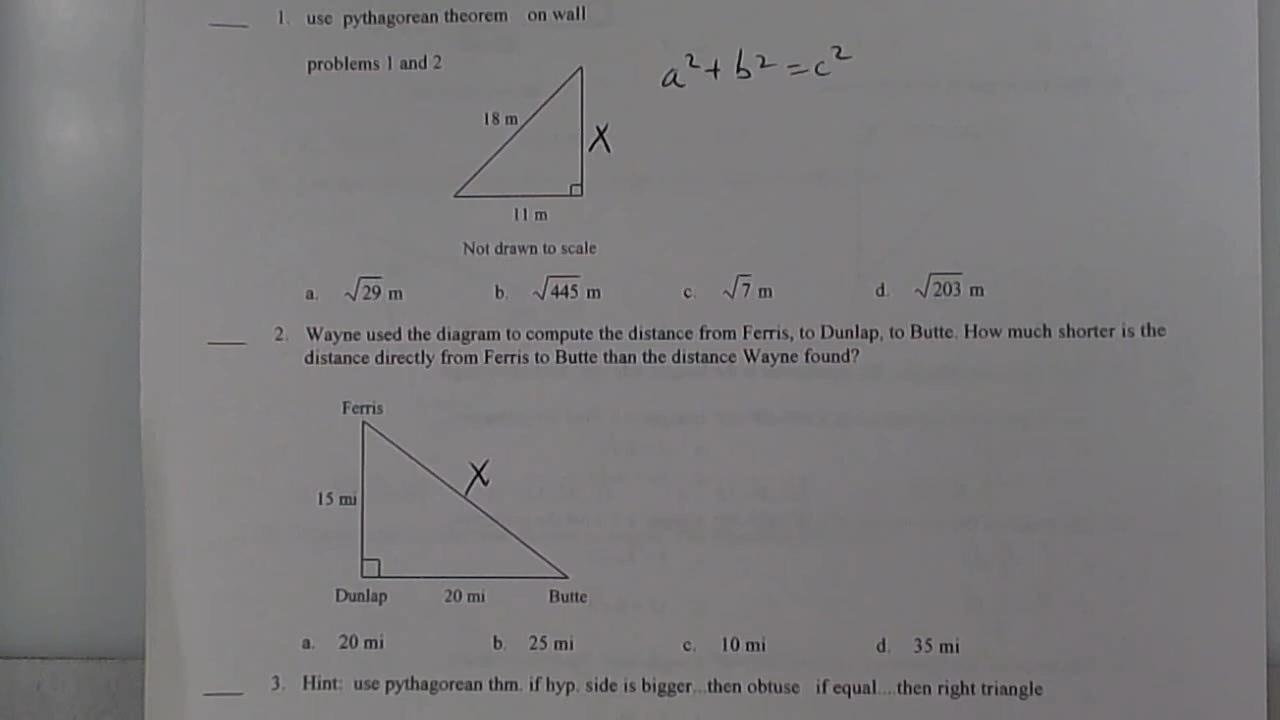 1. use pythagorean theorem on wall
problems 1 and 2
a² + b² = c²
18 m
X
11 m
Not drawn to scale
a. √29 m b. √445 m c. √7 m d. √203 m
2. Wayne used the diagram to compute the distance from Ferris, to Dunlap, to Butte. How much shorter is the
distance directly from Ferris to Butte than the distance Wayne found?
Ferris
X
15 mi
Dunlap 20 mi Butte
a. 20 mi b. 25 mi c. 10 mi d. 35 mi
3. Hint: use pythagorean thm. if hyp. side is bigger...then obtuse if equal....then right triangle